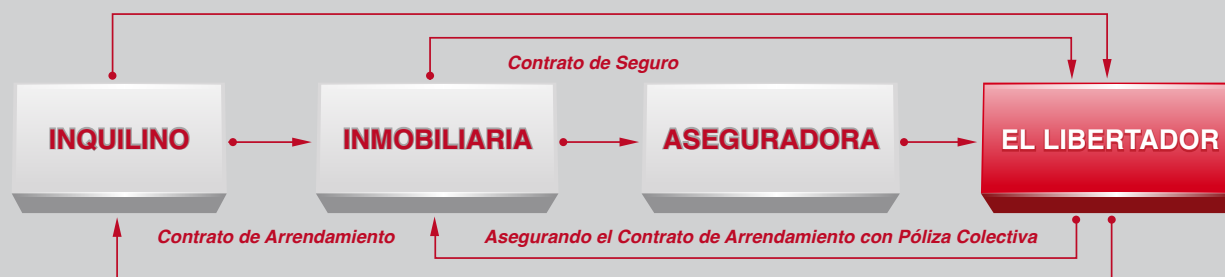 Contrato de Seguro
INQUILINO
INMOBILIARIA
ASEGURADORA
EL LIBERTADOR
Contrato de Arrendamiento
Asegurando el Contrato de Arrendamiento con Póliza Colectiva